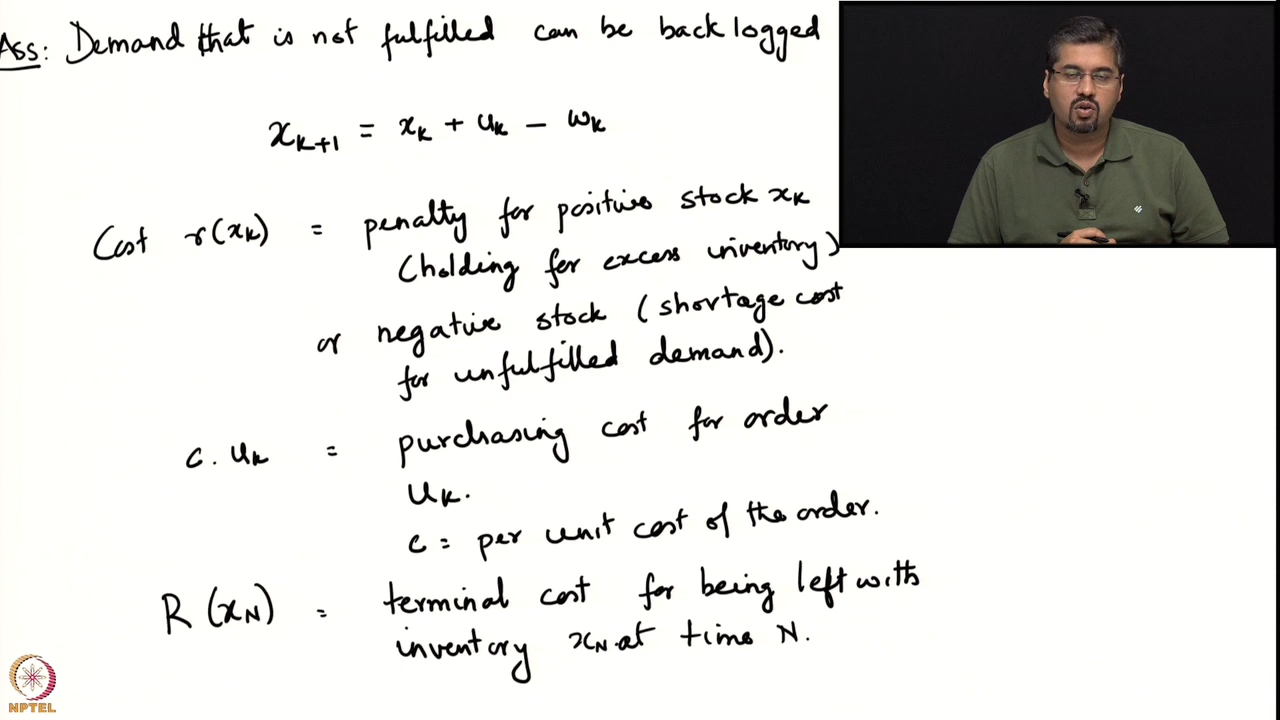 Ass: Demand that is not fulfilled can be backlogged
x_{k+1} = x_k + u_k - w_k
Cost r(x_k) = penalty for positive stock x_k
(holding for excess inventory)
or negative stock (shortage cost
for unfulfilled demand).
c. u_k = purchasing cost for order
u_k.
c = per unit cost of the order.
R(x_N) = terminal cost for being left with
inventory x_N at time N.
NPTEL